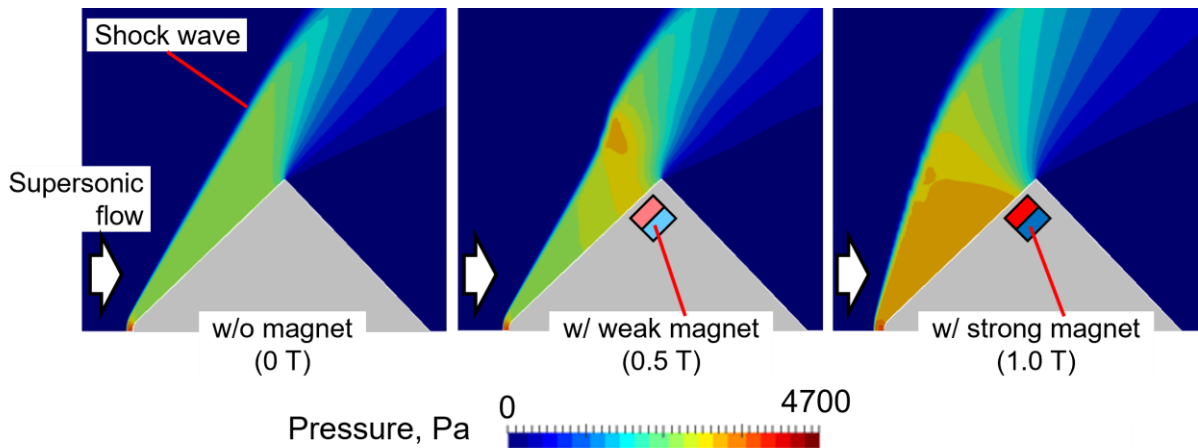 Shock wave
Supersonic
flow
w/o magnet
(0 T)
w/ weak magnet
(0.5 T)
w/ strong magnet
(1.0 T)
Pressure, Pa
0
4700